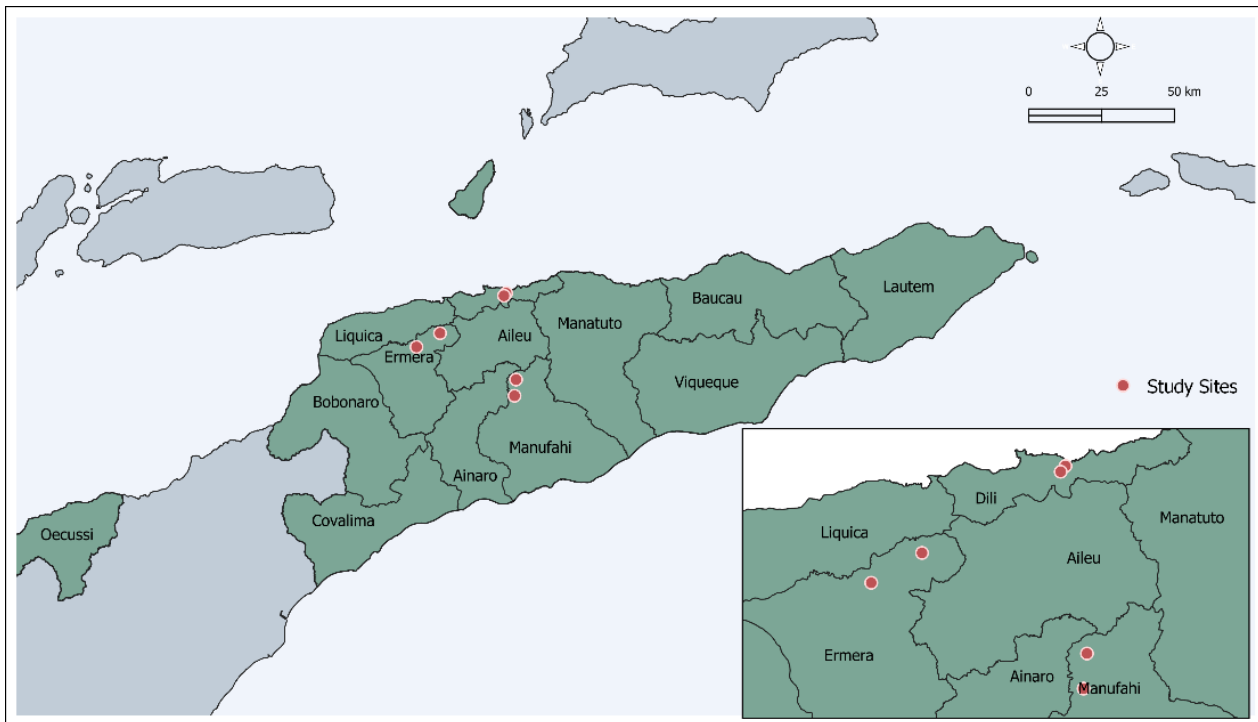 0 25 50 km
Lautem
Baucau
Manatuto
Liquica
Aileu
Ermera
Viqueque
Study Sites
Bobonaro
Manufahi
Ainaro
Covalima
Oecussi
Dili
Manatuto
Liquica
Aileu
Ermera
Ainaro
Manufahi